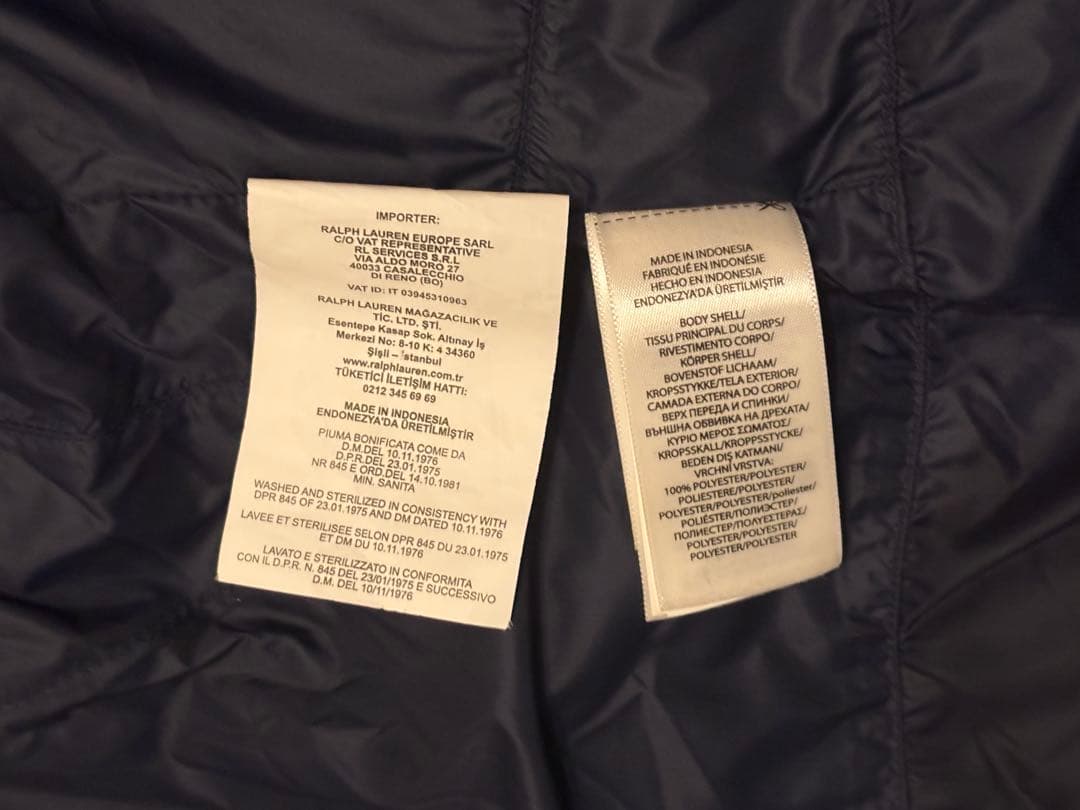 IMPORTER:
RALPH LAUREN EUROPE SARL
C/O VAT REPRESENTATIVE
RL SERVICES S.R.L
VIA ALDO MORO 27
40033 CASALECCHIO
DI RENO (BO)
VAT ID: IT 03945310963
RALPH LAUREN MAĞAZACILIK VE
TİC. LTD. ŞTİ.
Esentepe Kasap Sok. Altınay İş
Merkezi No: 8-10 K: 4 34360
Şişli – İstanbul
www.ralphlauren.com.tr
TÜKETİCİ İLETİŞİM HATTI:
0212 345 69 69
MADE IN INDONESIA
ENDONEZYA'DA ÜRETİLMİŞTİR
PIUMA BONIFICATA COME DA
D.M.DEL 10.11.1976
D.P.R.DEL 23.01.1975
NR 845 E ORD.DEL 14.10.1981
MIN. SANITA
WASHED AND STERILIZED IN CONSISTENCY WITH
DPR 845 OF 23.01.1975 AND DM DATED 10.11.1976
LAVEE ET STERILISEE SELON DPR 845 DU 23.01.1975
ET DM DU 10.11.1976
LAVATO E STERILIZZATO IN CONFORMITA
CON IL D.P.R. N. 845 DEL 23/01/1975 E SUCCESSIVO
D.M. DEL 10/11/1976
MADE IN INDONESIA
FABRIQUÉ EN INDONÉSIE
HECHO EN INDONESIA
ENDONEZYA'DA ÜRETİLMİŞTİR
BODY SHELL/
TISSU PRINCIPAL DU CORPS/
RIVESTIMENTO CORPO/
KÖRPER SHELL/
BOVENSTOF LICHAAM/
KROPSSTYKKE/TELA EXTERIOR/
CAMADA EXTERNA DO CORPO/
ВЕРХ ПЕРЕДА И СПИНКИ/
ВЪНШНА ОБВИВКА НА ДРЕХАТА/
ΚΥΡΙΟ ΜΕΡΟΣ ΣΩΜΑΤΟΣ/
KROPPSSKALL/KROPPSSTYCKE/
BEDEN DIŞ KATMANI/
VRCHNÍ VRSTVA:
100% POLYESTER/POLYESTER/
POLIESTERE/POLYESTER/
POLYESTER/POLYESTER/poliester/
POLIÉSTER/ПОЛИЭСТЕР/
ПОЛИЕСТЕР/ΠΟΛΥΕΣΤΕΡΑΣ/
POLYESTER/POLYESTER/
POLYESTER/POLYESTER